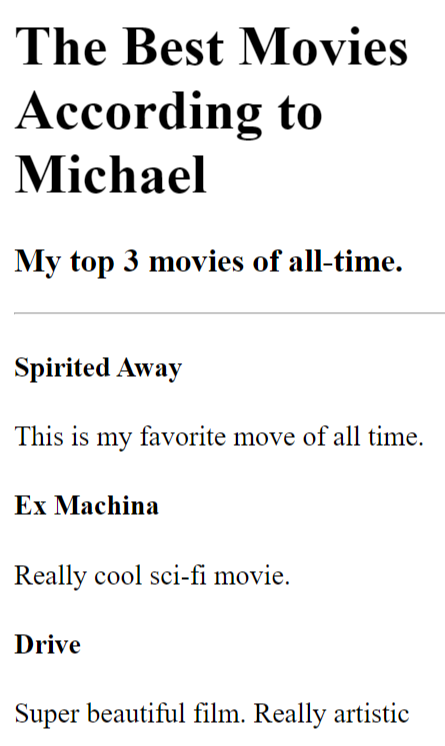 The Best Movies
According to
Michael
My top 3 movies of all-time.
Spirited Away
This is my favorite move of all time.
Ex Machina
Really cool sci-fi movie.
Drive
Super beautiful film. Really artistic